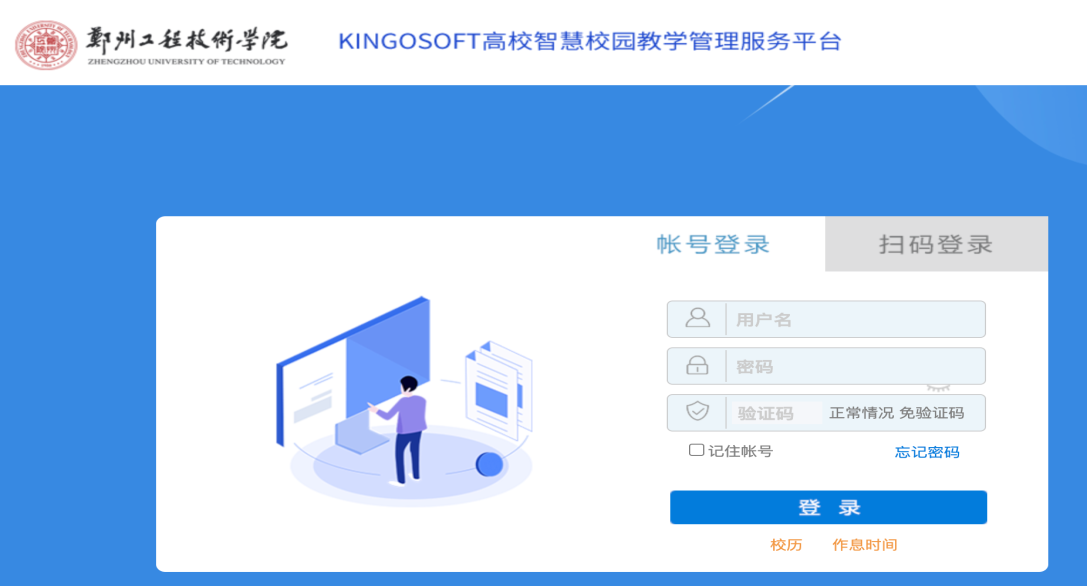 郑州工程技術学院
ZHENGZHOU UNIVERSITY OF TECHNOLOGY
KINGOSOFT高校智慧校园教学管理服务平台
帐号登录
扫码登录
用户名
密码
验证码 正常情况 免验证码
记住帐号
忘记密码
登 录
校历 作息时间